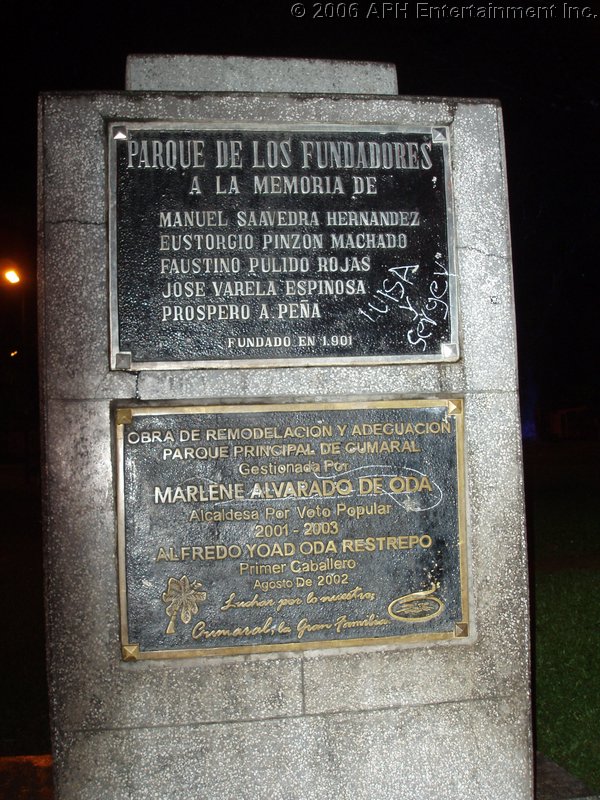 © 2006 APH Entertainment Inc.
PARQUE DE LOS FUNDADORES
A LA MEMORIA DE
MANUEL SAAVEDRA HERNANDEZ
EUSTORGIO PINZON MACHADO
FAUSTINO PULIDO ROJAS
JOSE VARELA ESPINOSA
PROSPERO A PEÑA
FUNDADO EN 1.901
LUISA
Y
Sergey
OBRA DE REMODELACION Y ADECUACION
PARQUE PRINCIPAL DE CUMARAL
Gestionada Por
MARLENE ALVARADO DE ODA
Alcaldesa Por Voto Popular
2001 - 2003
ALFREDO YOAD ODA RESTREPO
Primer Caballero
Agosto De 2002
Luchar por lo nuestro,
Cumaral, la Gran Familia